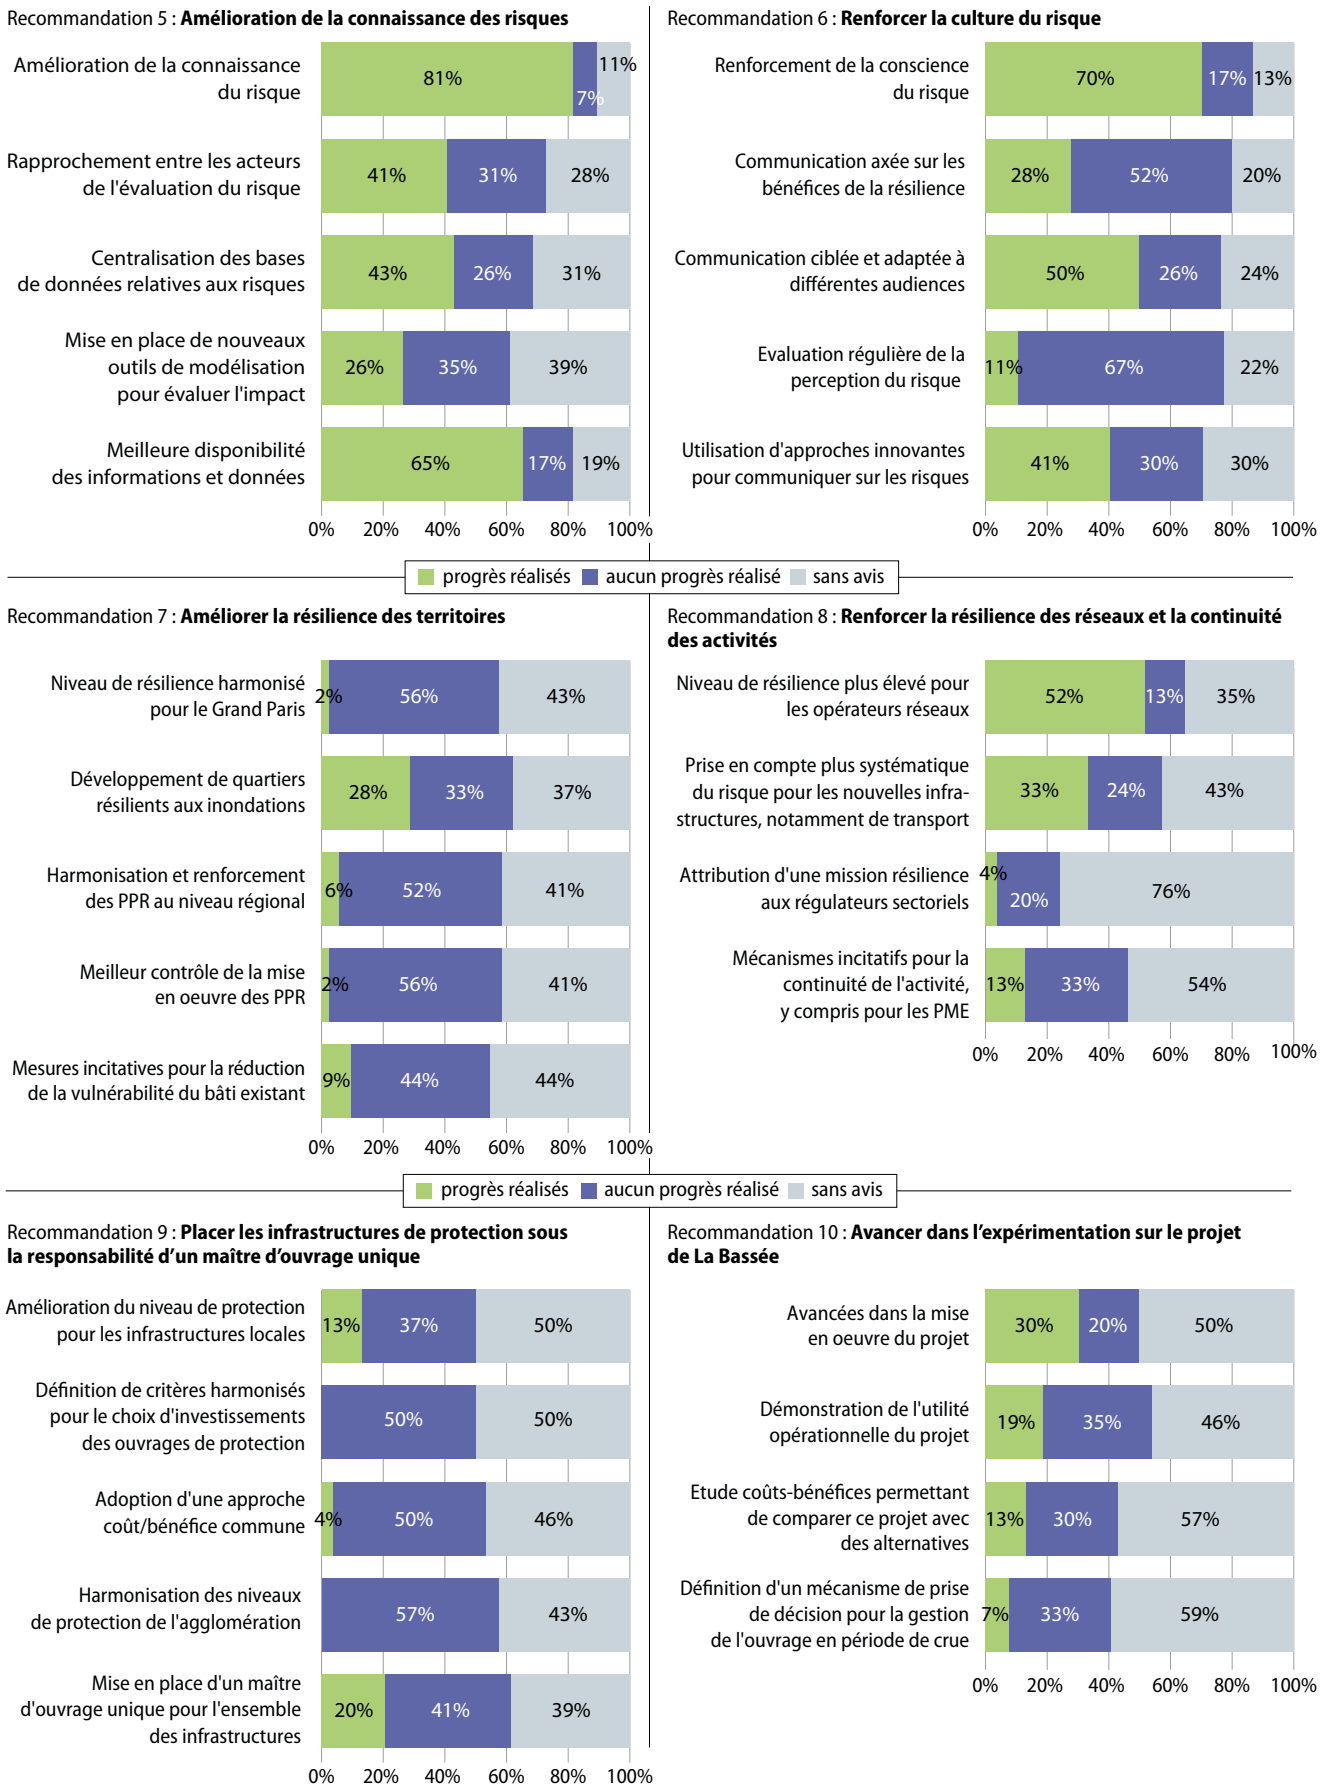 Recommandation 5 : Amélioration de la connaissance des risques
Amélioration de la connaissance
du risque
81%
7%
11%
Rapprochement entre les acteurs
de l'évaluation du risque
41%
31%
28%
Centralisation des bases
de données relatives aux risques
43%
26%
31%
Mise en place de nouveaux
outils de modélisation
pour évaluer l'impact
26%
35%
39%
Meilleure disponibilité
des informations et données
65%
17%
19%
0% 20% 40% 60% 80% 100%
Recommandation 6 : Renforcer la culture du risque
Renforcement de la conscience
du risque
70%
17%
13%
Communication axée sur les
bénéfices de la résilience
28%
52%
20%
Communication ciblée et adaptée à
différentes audiences
50%
26%
24%
Evaluation régulière de la
perception du risque
11%
67%
22%
Utilisation d'approches innovantes
pour communiquer sur les risques
41%
30%
30%
0% 20% 40% 60% 80% 100%
progrès réalisés aucun progrès réalisé sans avis
Recommandation 7 : Améliorer la résilience des territoires
Niveau de résilience harmonisé
pour le Grand Paris
2%
56%
43%
Développement de quartiers
résilients aux inondations
28%
33%
37%
Harmonisation et renforcement
des PPR au niveau régional
6%
52%
41%
Meilleur contrôle de la mise
en oeuvre des PPR
2%
56%
41%
Mesures incitatives pour la réduction
de la vulnérabilité du bâti existant
9%
44%
44%
0% 20% 40% 60% 80% 100%
Recommandation 8 : Renforcer la résilience des réseaux et la continuité
des activités
Niveau de résilience plus élevé pour
les opérateurs réseaux
52%
13%
35%
Prise en compte plus systématique
du risque pour les nouvelles infra-
structures, notamment de transport
33%
24%
43%
Attribution d'une mission résilience
aux régulateurs sectoriels
4%
20%
76%
Mécanismes incitatifs pour la
continuité de l'activité,
y compris pour les PME
13%
33%
54%
0% 20% 40% 60% 80% 100%
progrès réalisés aucun progrès réalisé sans avis
Recommandation 9 : Placer les infrastructures de protection sous
la responsabilité d’un maître d’ouvrage unique
Amélioration du niveau de protection
pour les infrastructures locales
13%
37%
50%
Définition de critères harmonisés
pour le choix d'investissements
des ouvrages de protection
50%
50%
Adoption d'une approche
coût/bénéfice commune
4%
50%
46%
Harmonisation des niveaux
de protection de l'agglomération
57%
43%
Mise en place d'un maître
d'ouvrage unique pour l'ensemble
des infrastructures
20%
41%
39%
0% 20% 40% 60% 80% 100%
Recommandation 10 : Avancer dans l’expérimentation sur le projet
de La Bassée
Avancées dans la mise
en oeuvre du projet
30%
20%
50%
Démonstration de l'utilité
opérationnelle du projet
19%
35%
46%
Etude coûts-bénéfices permettant
de comparer ce projet avec
des alternatives
13%
30%
57%
Définition d'un mécanisme de prise
de décision pour la gestion
de l'ouvrage en période de crue
7%
33%
59%
0% 20% 40% 60% 80% 100%